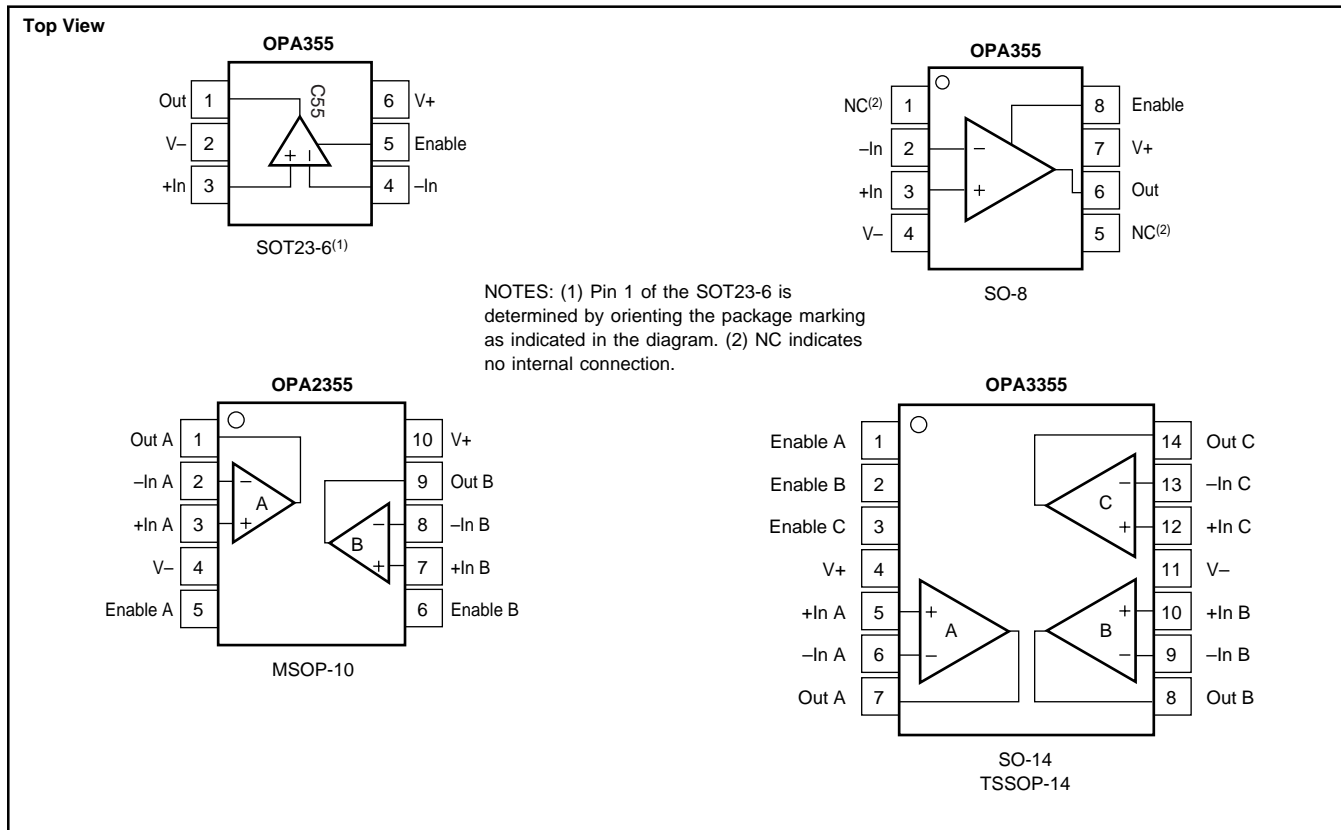 Top View
OPA355
Out 1 C55 6 V+
V– 2 5 Enable
+In 3 + – 4 –In
SOT23-6(1)
OPA355
NC(2) 1 8 Enable
–In 2 – 7 V+
+In 3 + 6 Out
V– 4 5 NC(2)
SO-8
NOTES: (1) Pin 1 of the SOT23-6 is
determined by orienting the package marking
as indicated in the diagram. (2) NC indicates
no internal connection.
OPA2355
Out A 1 10 V+
–In A 2 – A 9 Out B
+In A 3 + – 8 –In B
V– 4 B + 7 +In B
Enable A 5 6 Enable B
MSOP-10
OPA3355
Enable A 1 14 Out C
Enable B 2 – 13 –In C
Enable C 3 C + 12 +In C
V+ 4 11 V–
+In A 5 + A B + 10 +In B
–In A 6 – – 9 –In B
Out A 7 8 Out B
SO-14
TSSOP-14